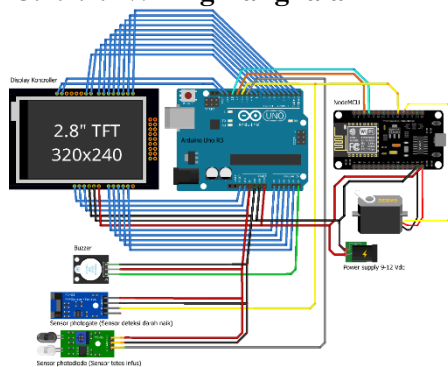 Display Kontroller
NodeMCU
2.8" TFT
320x240
Arduino Uno R3
UNO
Buzzer
Power supply 9-12 Vdc
Sensor photogate (Sensor deteksi darah naik)
Sensor photodioda (Sensor tetes infus)